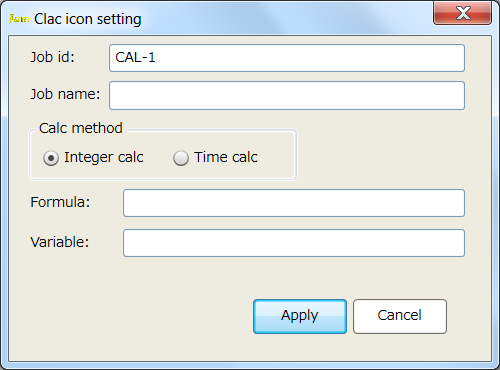 Clac icon setting
Job id: CAL-1
Job name:
Calc method
Integer calc Time calc
Formula:
Variable:
Apply Cancel